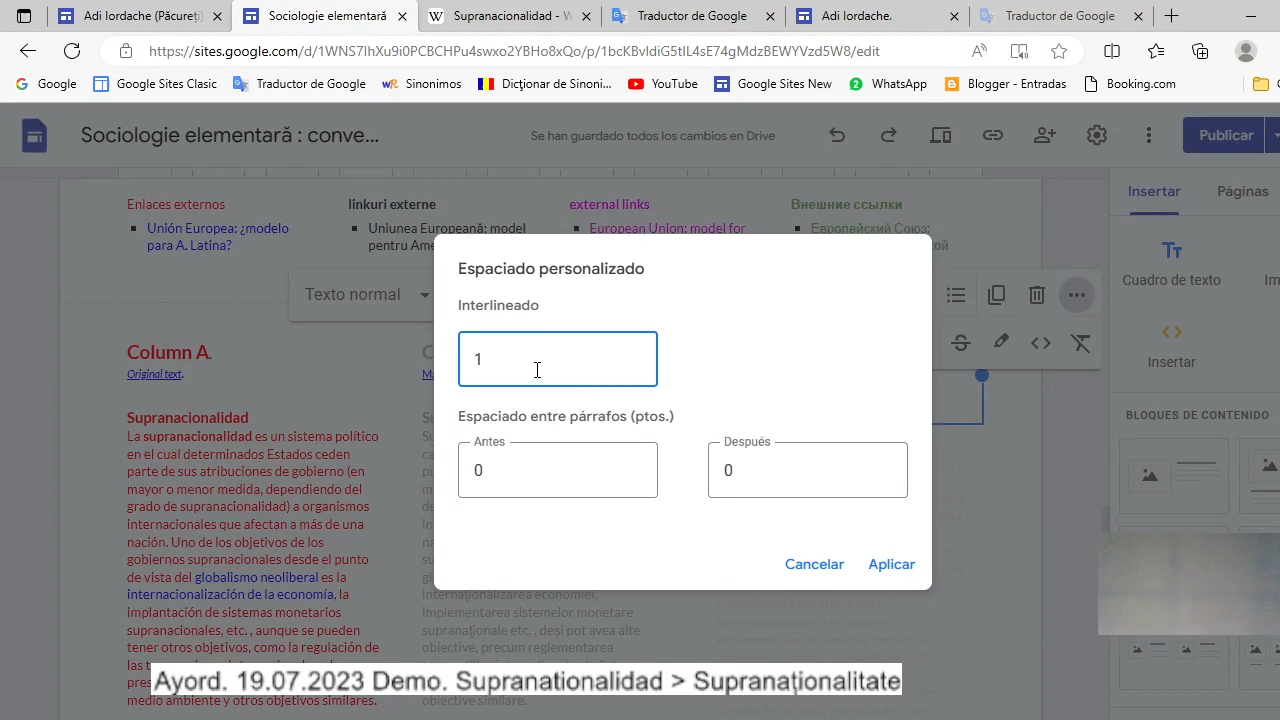 Adi Iordache (Păcureț)
Sociologie elementară
Supranacionalidad - W
Traductor de Google
Adi Iordache.
Traductor de Google
https://sites.google.com/d/1WNS7lhXu9i0PCBCHPu4swxo2YBHo8xQo/p/1bcKBvIdiG5tlL4sE74gMdzBEWYVzd5W8/edit
Google
Google Sites Clasic
Traductor de Google
Sinonimos
Dicţionar de Sinoni...
YouTube
Google Sites New
WhatsApp
Blogger - Entradas
Booking.com
Sociologie elementară : conve...
Se han guardado todos los cambios en Drive
Publicar
Insertar
Páginas
Enlaces externos
Unión Europea: ¿modelo
para A. Latina?
linkuri externe
Uniunea Europeană: model
pentru Ame
external links
European Union: model for
Внешние ссылки
Европейский Союз:
Texto normal
Cuadro de texto
Insertar
BLOQUES DE CONTENIDO
Espaciado personalizado
Interlineado
1
Espaciado entre párrafos (ptos.)
Antes
0
Después
0
Cancelar
Aplicar
Column A.
Original text.
Supranacionalidad
La supranacionalidad es un sistema político
en el cual determinados Estados ceden
parte de sus atribuciones de gobierno (en
mayor o menor medida, dependiendo del
grado de supranacionalidad) a organismos
internacionales que afectan a más de una
nación. Uno de los objetivos de los
gobiernos supranacionales desde el punto
de vista del globalismo neoliberal es la
internacionalización de la economía, la
implantación de sistemas monetarios
supranacionales, etc. , aunque se pueden
tener otros objetivos, como la regulación de
medio ambiente y otros objetivos similares.
internaţionalizarea economiei,
Implementarea sistemelor monetare
supranaţionale etc. , deși pot avea alte
objective, precum reglementarea
objective similare.
Ayord. 19.07.2023 Demo. Supranationalidad > Supranaționalitate